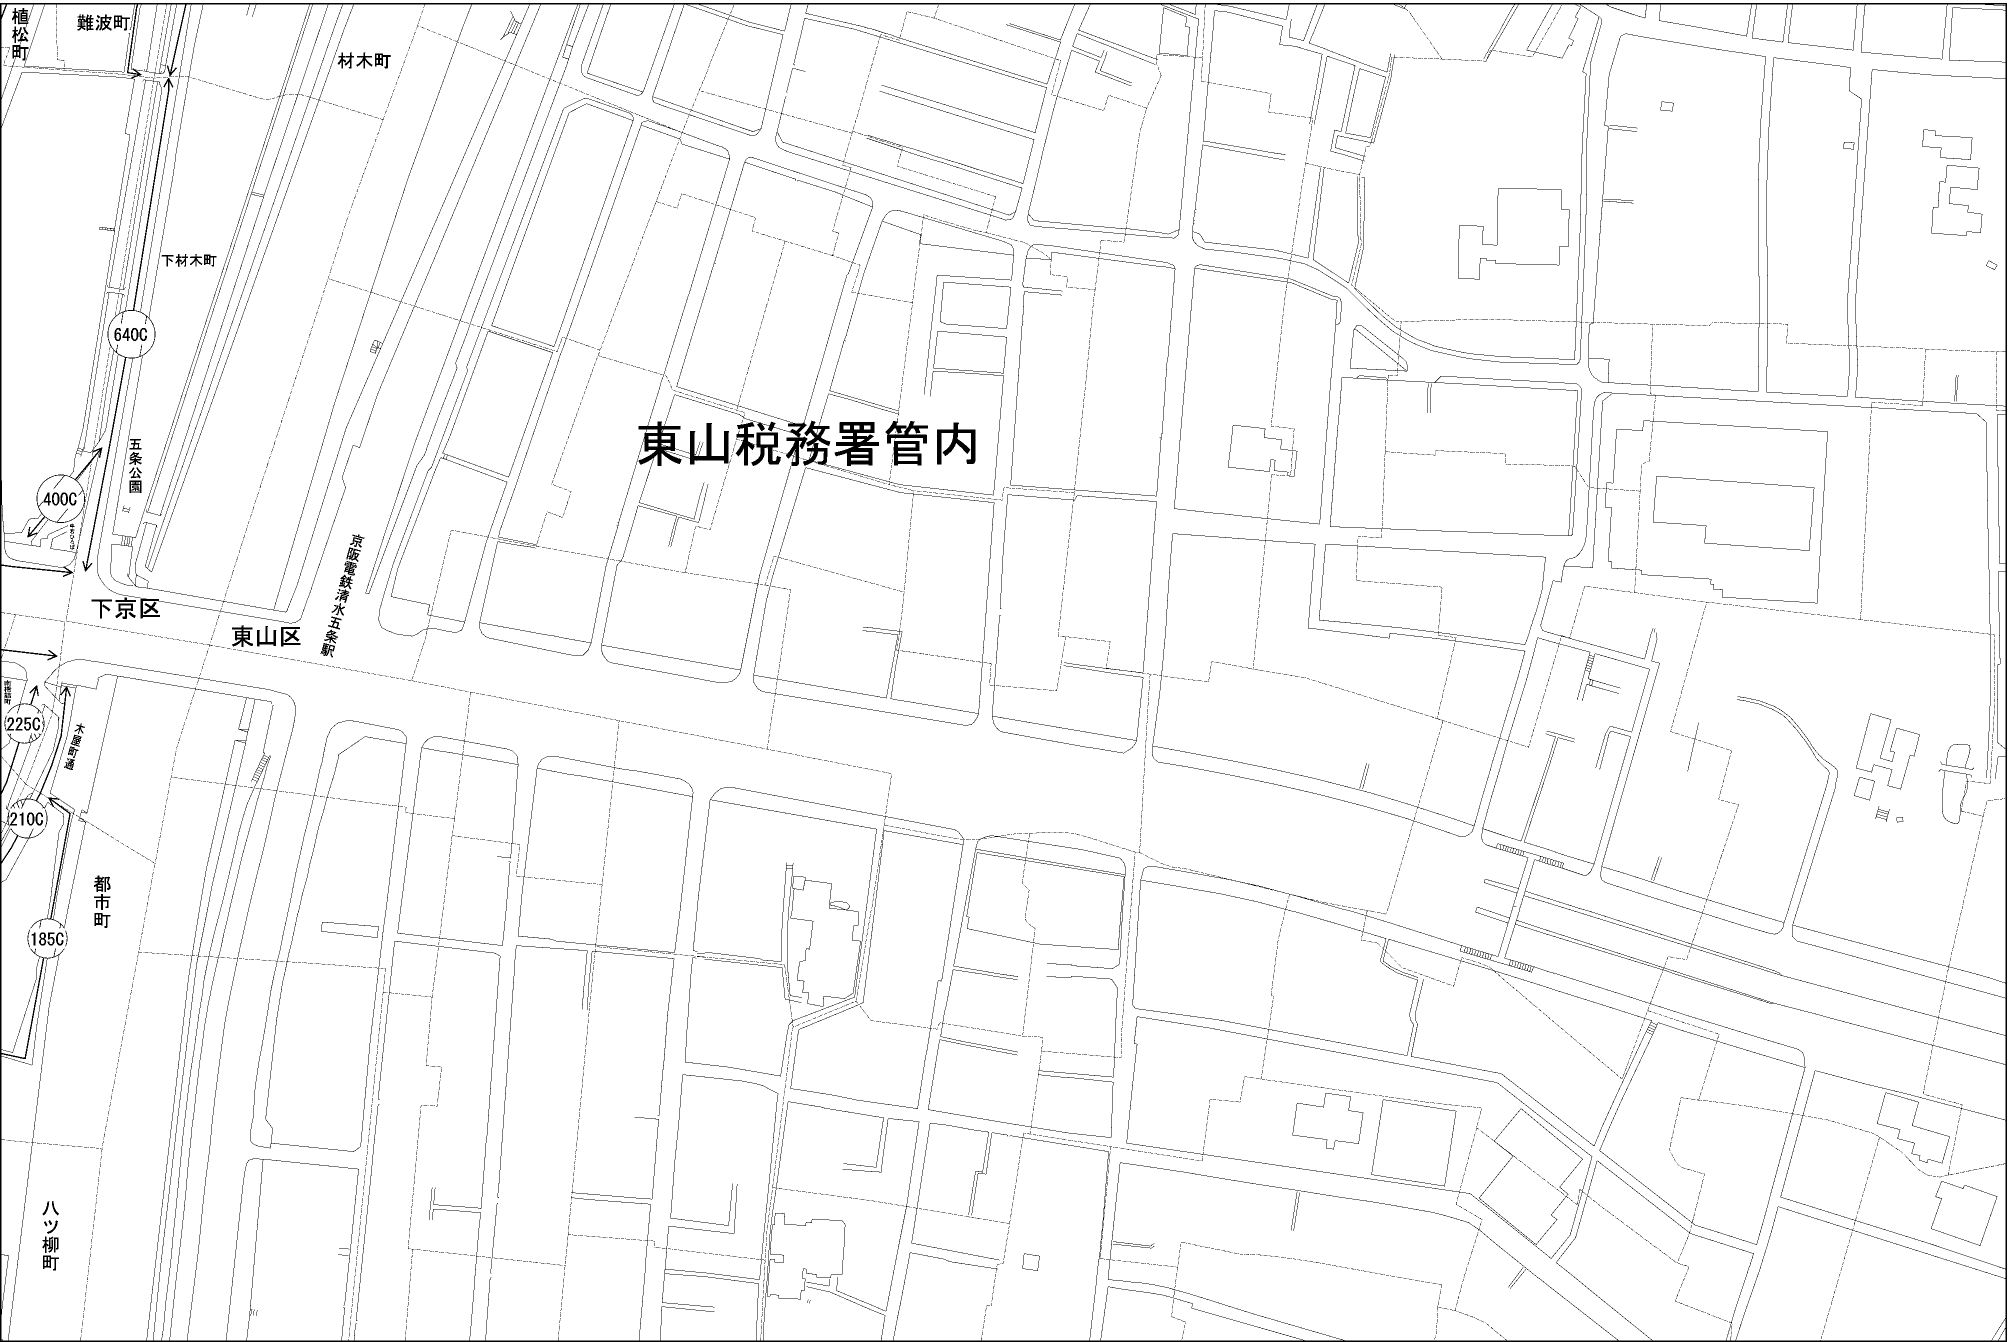 植松町
難波町
材木町
下材木町
640C
五条公園
400C
東山税務署管内
京阪電鉄清水五条駅
下京区
東山区
225C
木屋町通
210C
都市町
185C
八ツ柳町